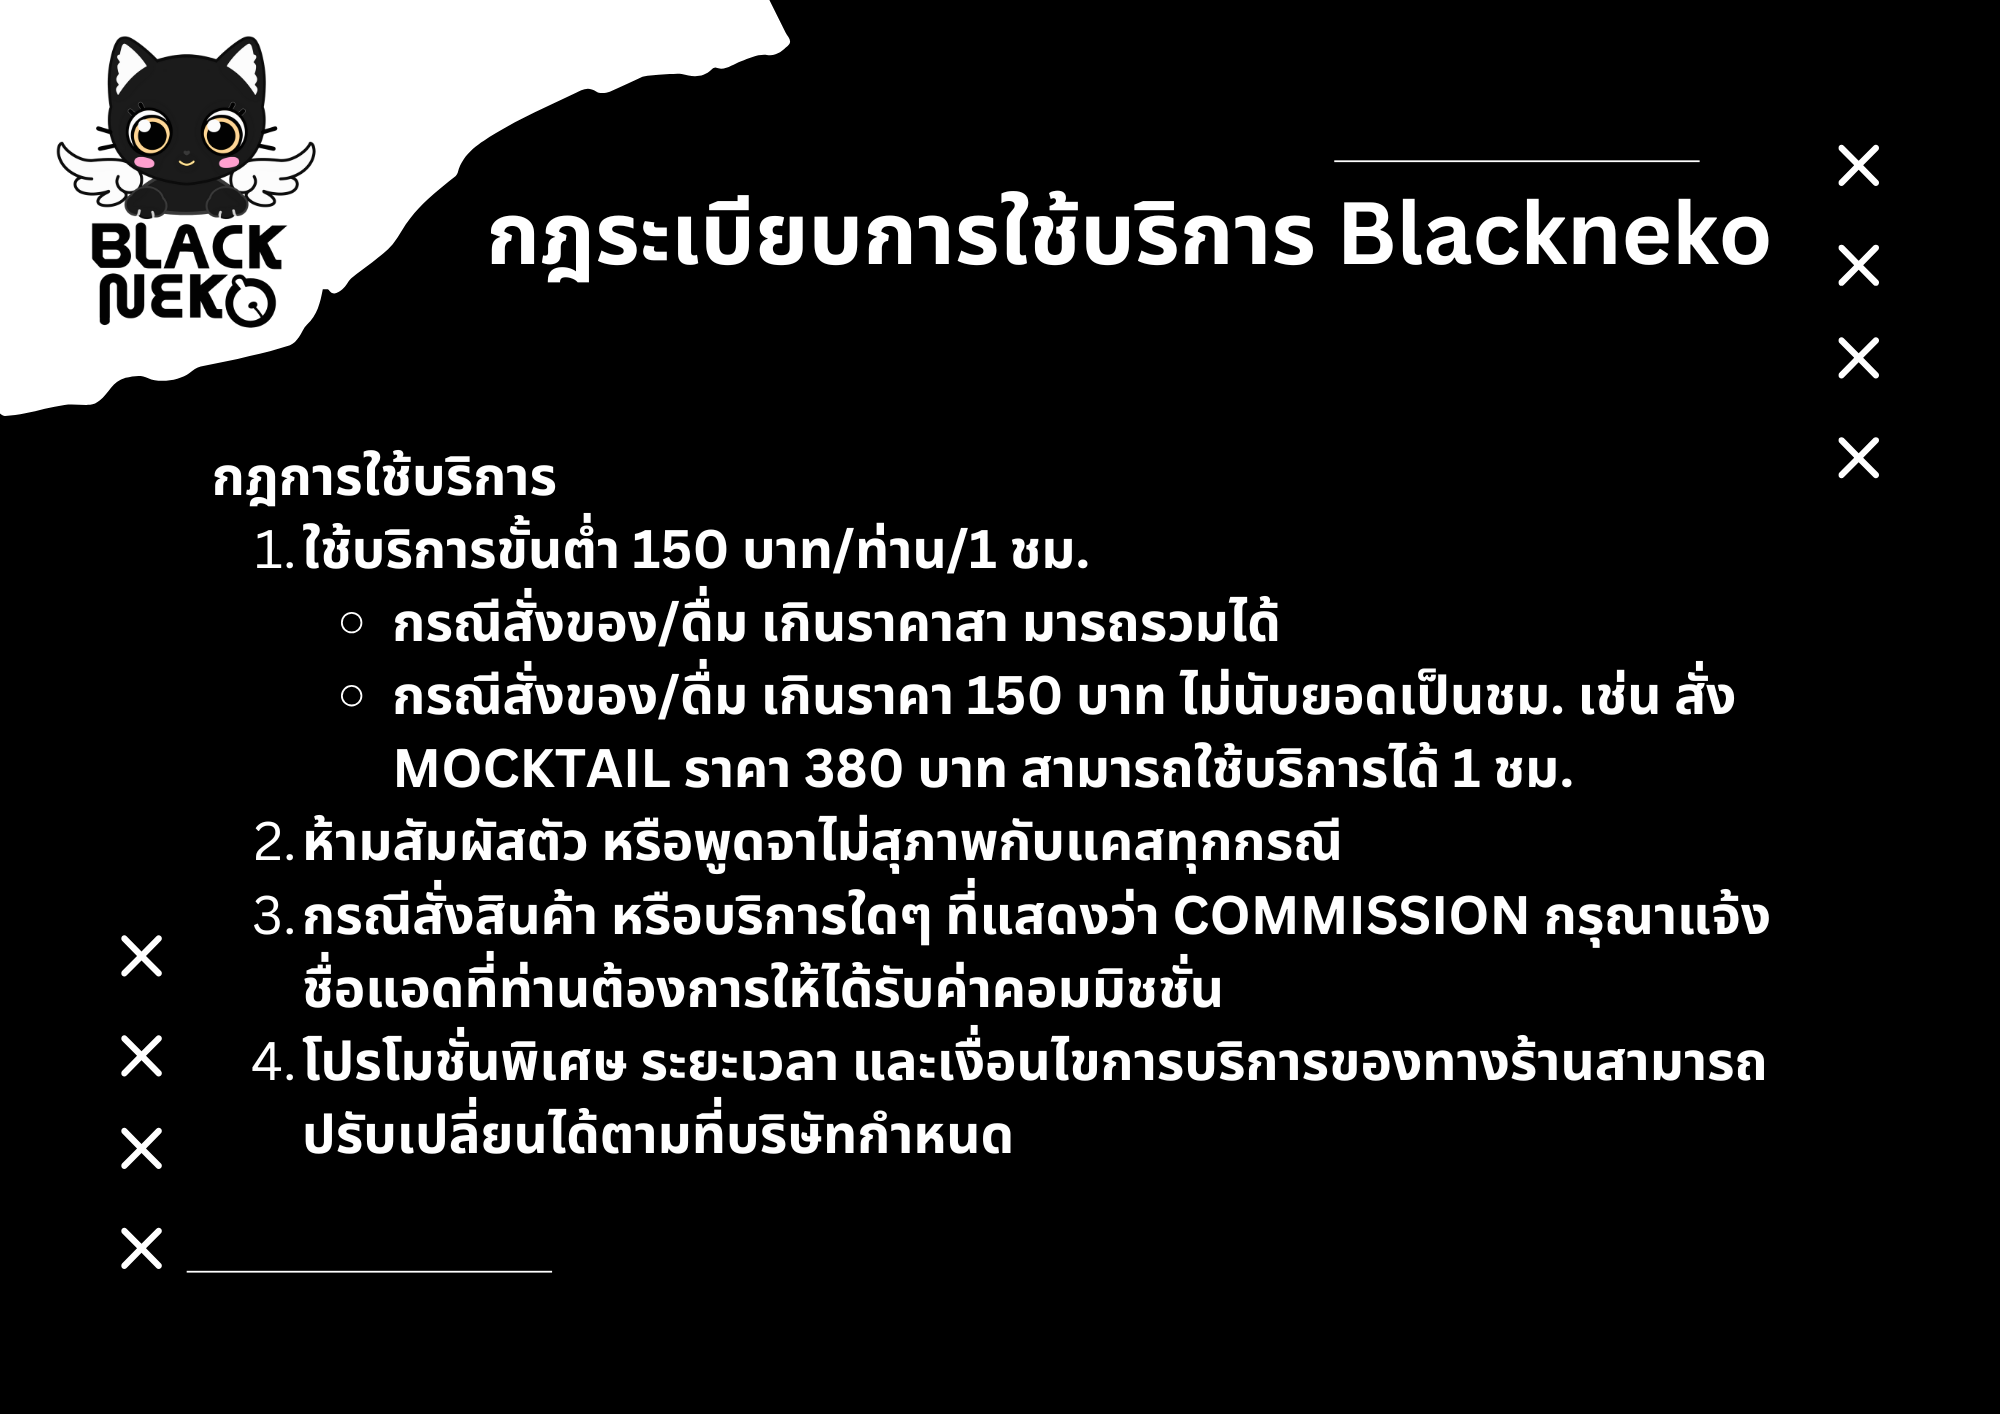 BLACK
NEKO
กฎระเบียบการใช้บริการ Blackneko
กฎการใช้บริการ
1. ใช้บริการขั้นต่ำ 150 บาท/ท่าน/1 ชม.
กรณีสั่งของ/ดื่ม เกินราคาสา มารถรวมได้
กรณีสั่งของ/ดื่ม เกินราคา 150 บาท ไม่นับยอดเป็นชม. เช่น สั่ง
MOCKTAIL ราคา 380 บาท สามารถใช้บริการได้ 1 ชม.
2. ห้ามสัมผัสตัว หรือพูดจาไม่สุภาพกับแคสทุกกรณี
3. กรณีสั่งสินค้า หรือบริการใดๆ ที่แสดงว่า COMMISSION กรุณาแจ้ง
ชื่อแอดที่ท่านต้องการให้ได้รับค่าคอมมิชชั่น
4. โปรโมชั่นพิเศษ ระยะเวลา และเงื่อนไขการบริการของทางร้านสามารถ
ปรับเปลี่ยนได้ตามที่บริษัทกำหนด